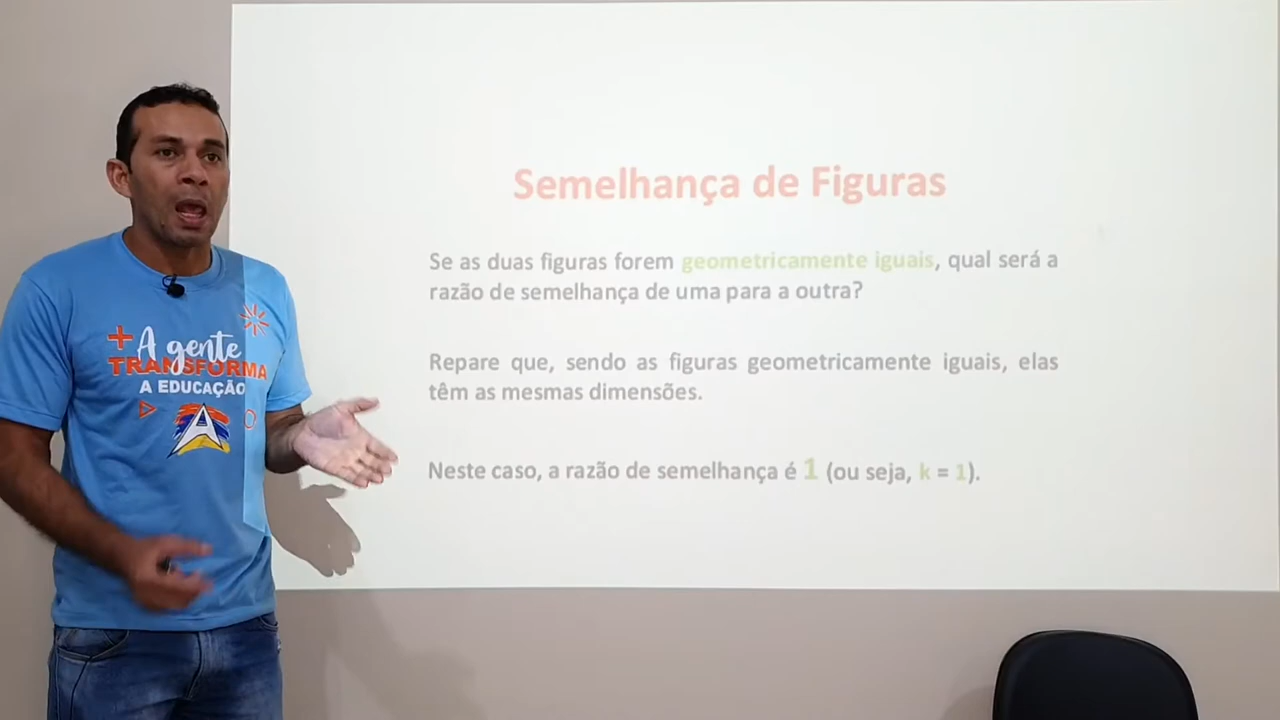 Semelhança de Figuras
Se as duas figuras forem geometricamente iguais, qual será a
razão de semelhança de uma para a outra?
Repare que, sendo as figuras geometricamente iguais, elas
têm as mesmas dimensões.
Neste caso, a razão de semelhança é 1 (ou seja, k = 1).
+ A gente
TRANSFORMA
A EDUCAÇÃO